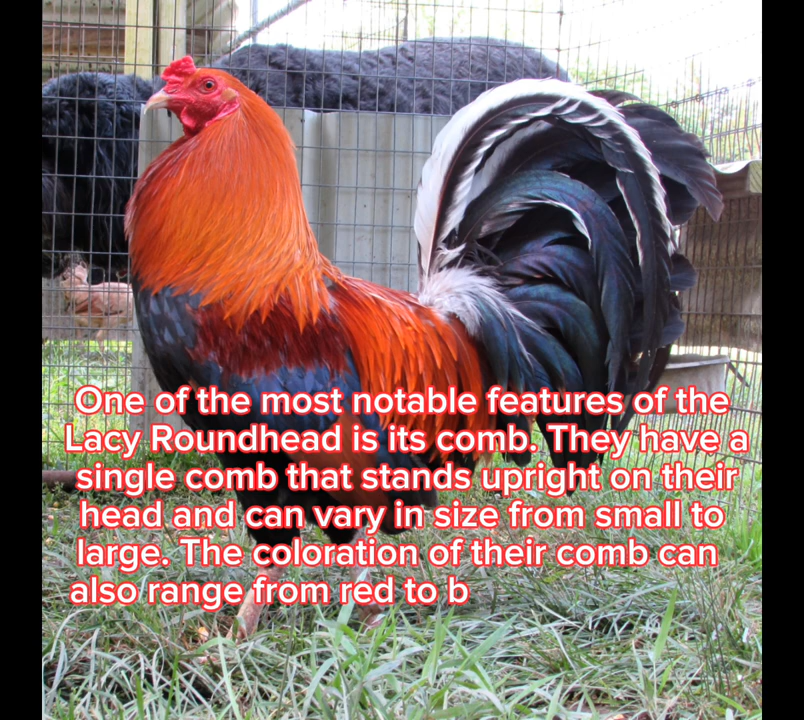 One of the most notable features of the
Lacy Roundhead is its comb. They have a
single comb that stands upright on their
head and can vary in size from small to
large. The coloration of their comb can
also range from red to b